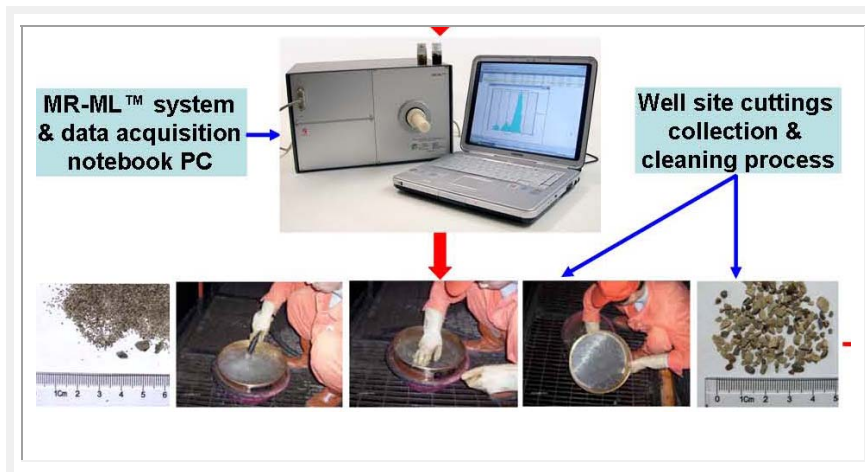 MR-ML™ system
& data acquisition
notebook PC
Well site cuttings
collection &
cleaning process
1Cm 2 3 4 5 6
0 1Cm 2 3 4 5